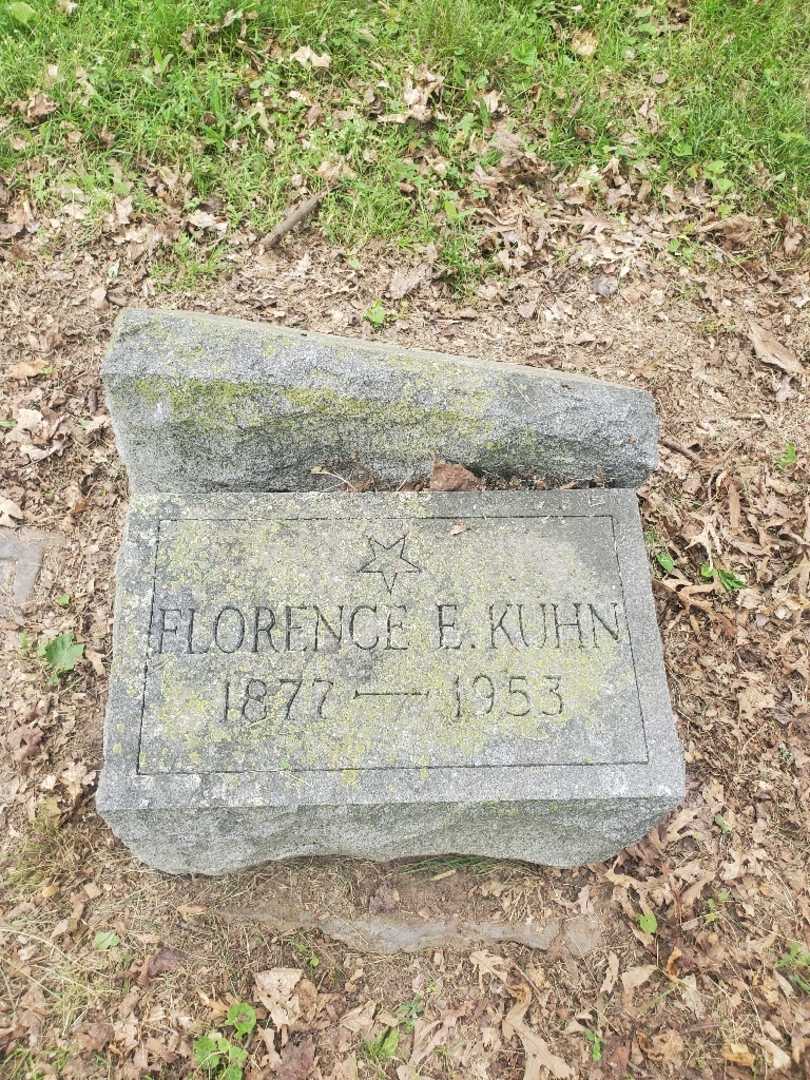 FLORENCE E. KUHN
1877 — 1953